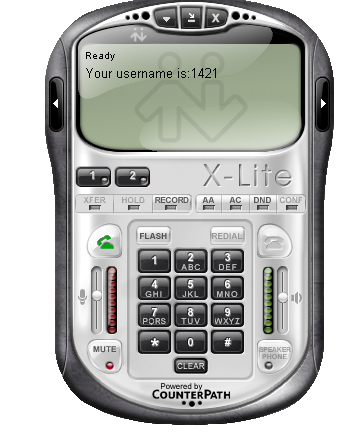 X
Ready
Your username is:1421
1 2
X-Lite
XFER HOLD RECORD AA AC DND CONF
FLASH REDIAL
1 2 ABC 3 DEF
4 GHI 5 JKL 6 MNO
7 PQRS 8 TUV 9 WXYZ
* 0 #
MUTE
SPEAKER PHONE
CLEAR
Powered by
COUNTERPATH